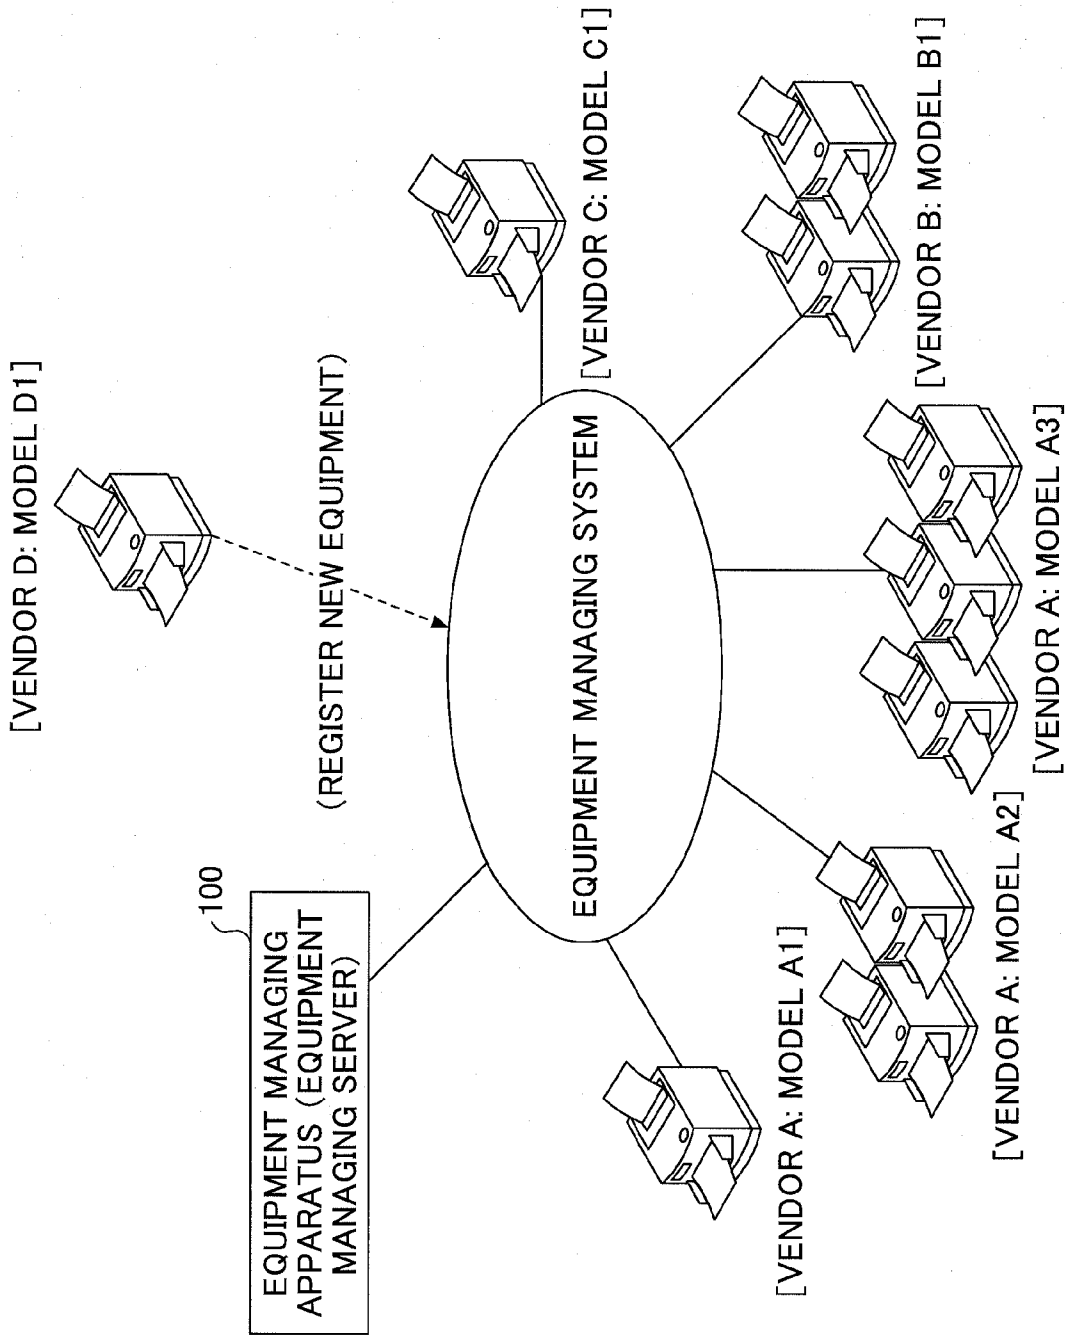 [VENDOR D: MODEL D1]
(REGISTER NEW EQUIPMENT)
100
EQUIPMENT MANAGING
APPARATUS (EQUIPMENT
MANAGING SERVER)
EQUIPMENT MANAGING SYSTEM
[VENDOR C: MODEL C1]
[VENDOR A: MODEL A1]
[VENDOR A: MODEL A2]
[VENDOR A: MODEL A3]
[VENDOR B: MODEL B1]